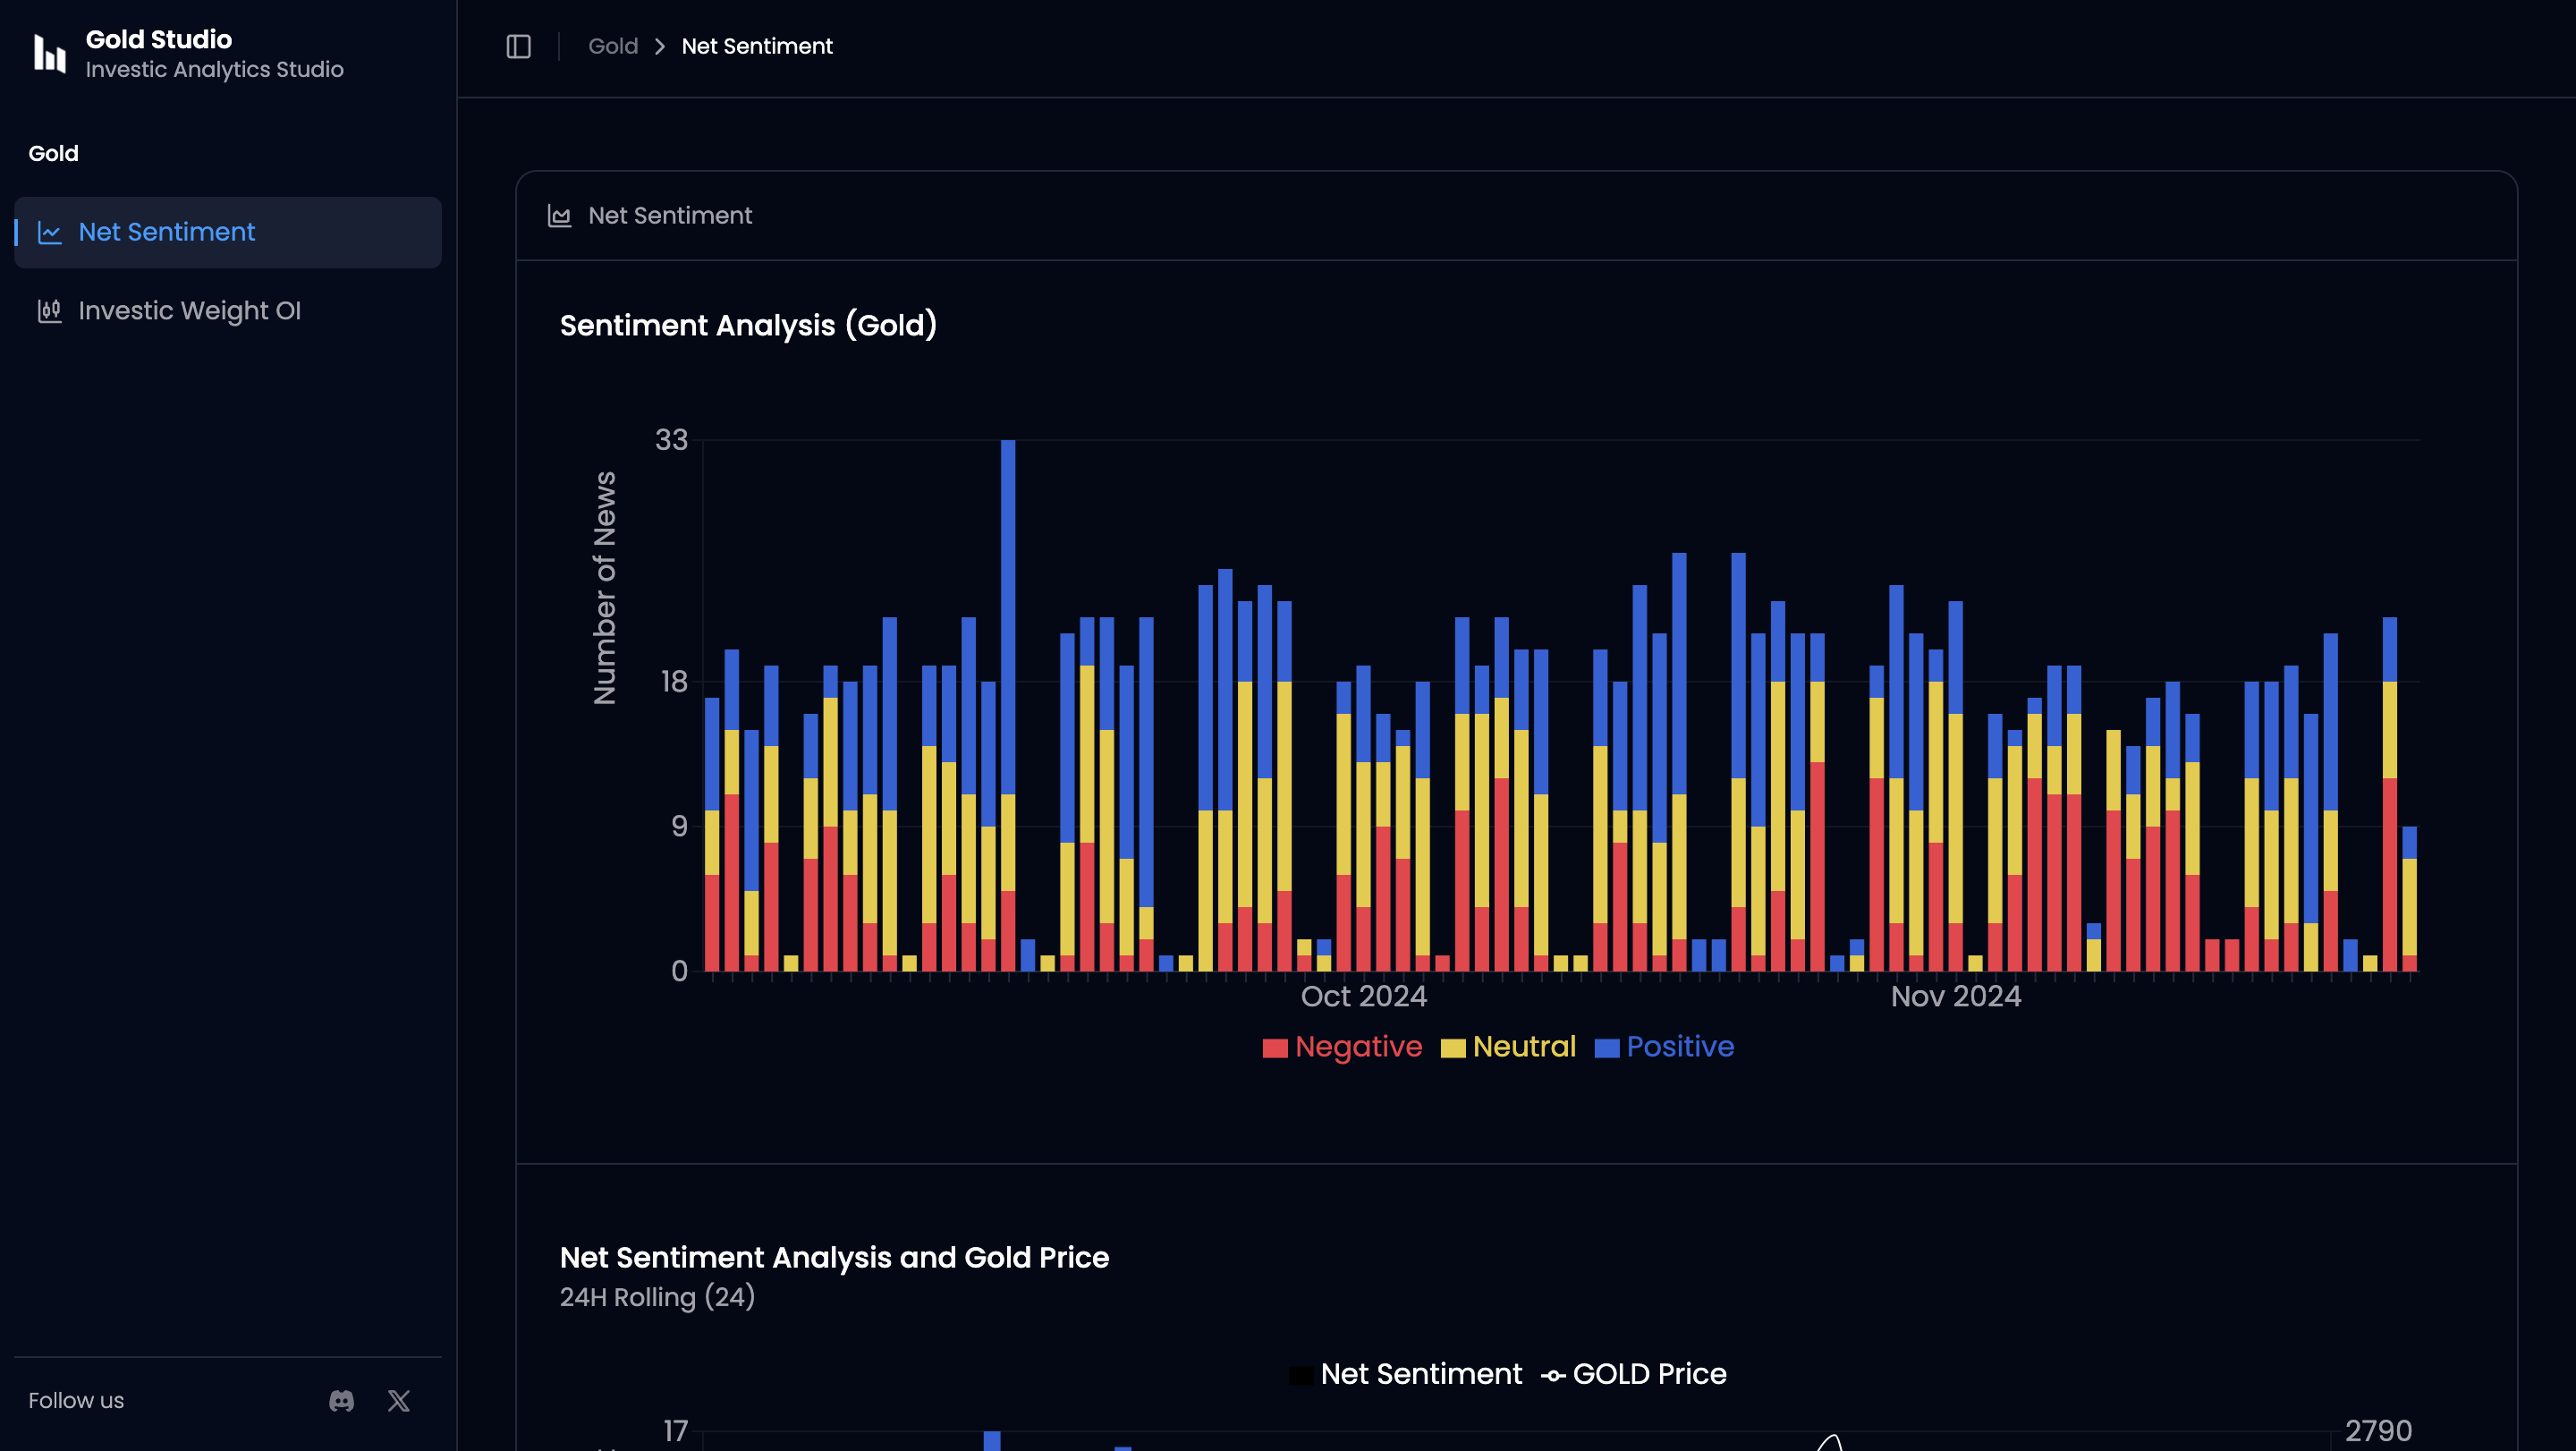 Gold Studio
Investic Analytics Studio
Gold
Net Sentiment
Investic Weight OI
Follow us
Gold > Net Sentiment
Net Sentiment
Sentiment Analysis (Gold)
Number of News
33
18
9
0
Oct 2024
Nov 2024
Negative Neutral Positive
Net Sentiment Analysis and Gold Price
24H Rolling (24)
Net Sentiment GOLD Price
17
2790